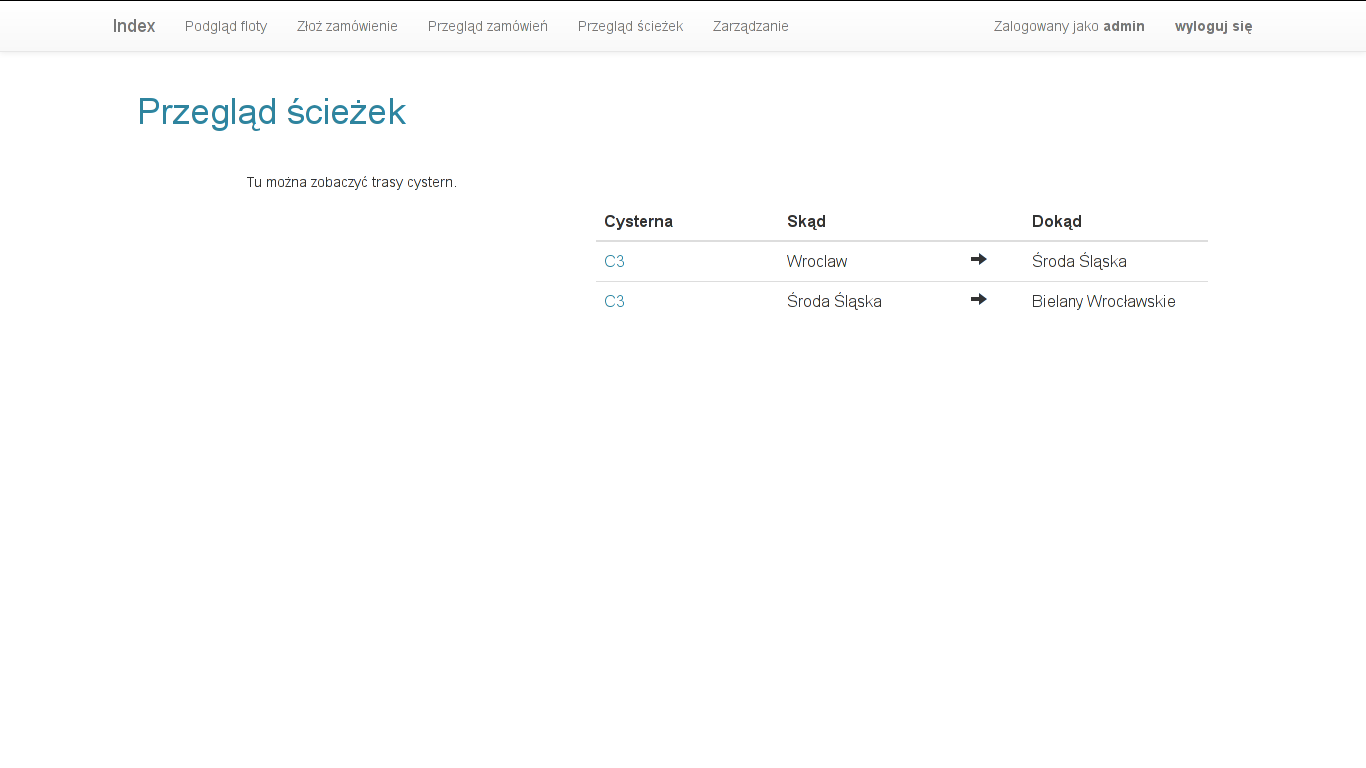 Index Podgląd floty Złoż zamówienie Przegląd zamówień Przegląd ścieżek Zarządzanie Zalogowany jako admin wyloguj się
Przegląd ścieżek
Tu można zobaczyć trasy cystern.
Cysterna Skąd Dokąd
C3 Wroclaw Środa Śląska
C3 Środa Śląska Bielany Wrocławskie